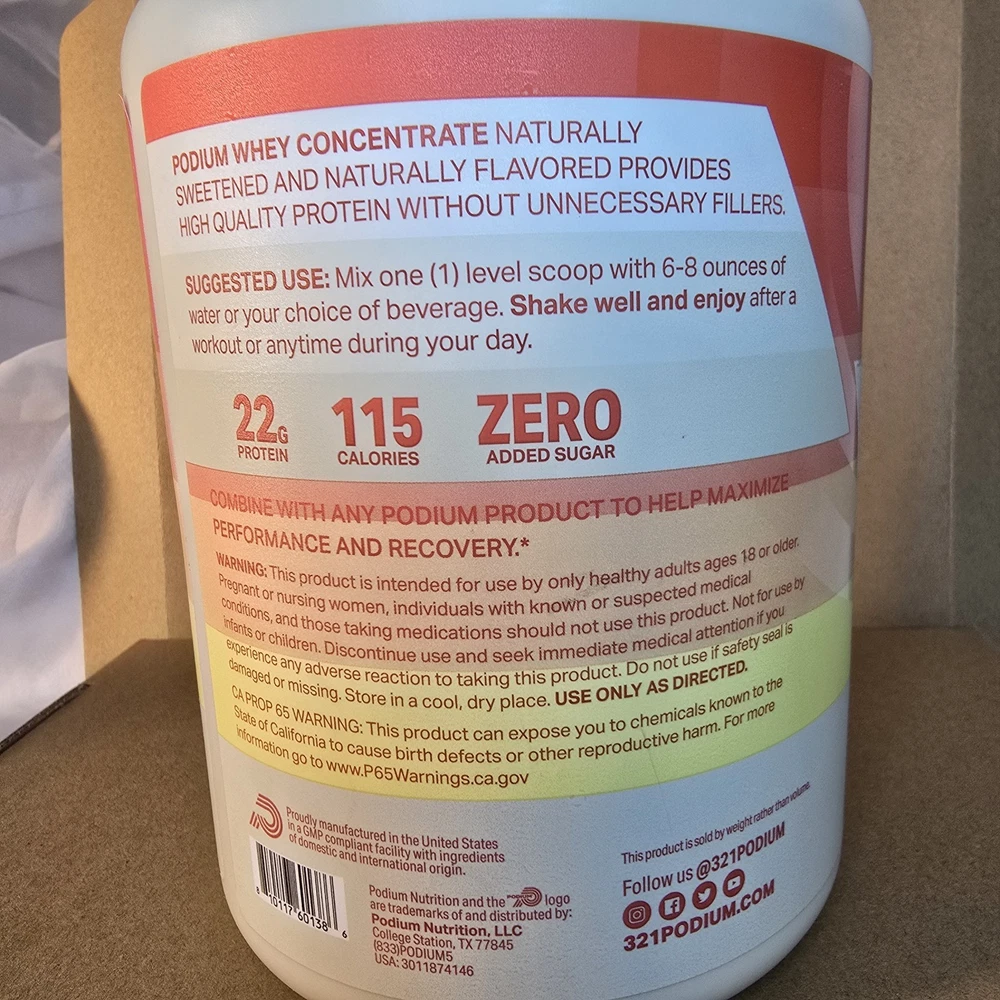 PODIUM WHEY CONCENTRATE NATURALLY
SWEETENED AND NATURALLY FLAVORED PROVIDES
HIGH QUALITY PROTEIN WITHOUT UNNECESSARY FILLERS.
SUGGESTED USE: Mix one (1) level scoop with 6-8 ounces of
water or your choice of beverage. Shake well and enjoy after a
workout or anytime during your day.
22G
PROTEIN
115
CALORIES
ZERO
ADDED SUGAR
COMBINE WITH ANY PODIUM PRODUCT TO HELP MAXIMIZE
PERFORMANCE AND RECOVERY.*
WARNING: This product is intended for use by only healthy adults ages 18 or older.
Pregnant or nursing women, individuals with known or suspected medical
conditions, and those taking medications should not use this product. Not for use by
infants or children. Discontinue use and seek immediate medical attention if you
experience any adverse reaction to taking this product. Do not use if safety seal is
damaged or missing. Store in a cool, dry place. USE ONLY AS DIRECTED.
CA PROP 65 WARNING: This product can expose you to chemicals known to the
State of California to cause birth defects or other reproductive harm. For more
information go to www.P65Warnings.ca.gov
Proudly manufactured in the United States
in a GMP compliant facility with ingredients
of domestic and international origin.
8 10117 60138 6
Podium Nutrition and the PODIUM logo
are trademarks of and distributed by:
Podium Nutrition, LLC
College Station, TX 77845
(833)PODIUM5
USA: 3011874146
This product is sold by weight rather than volume.
Follow us @321PODIUM
321PODIUM.COM